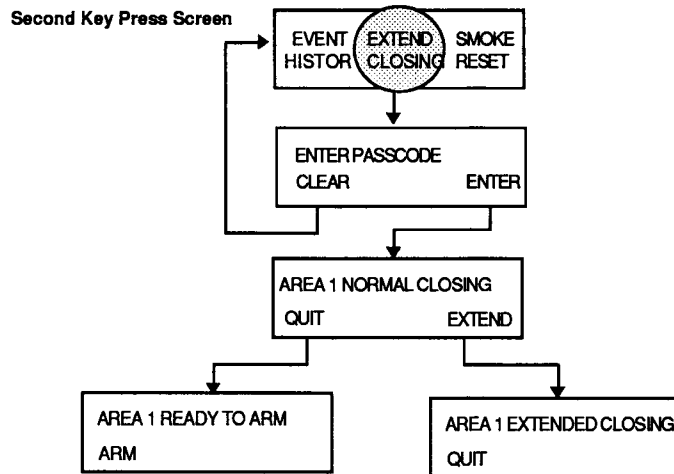 Second Key Press Screen
EVENT EXTEND SMOKE
HISTOR CLOSING RESET
ENTER PASSCODE
CLEAR ENTER
AREA 1 NORMAL CLOSING
QUIT EXTEND
AREA 1 READY TO ARM
ARM
AREA 1 EXTENDED CLOSING
QUIT